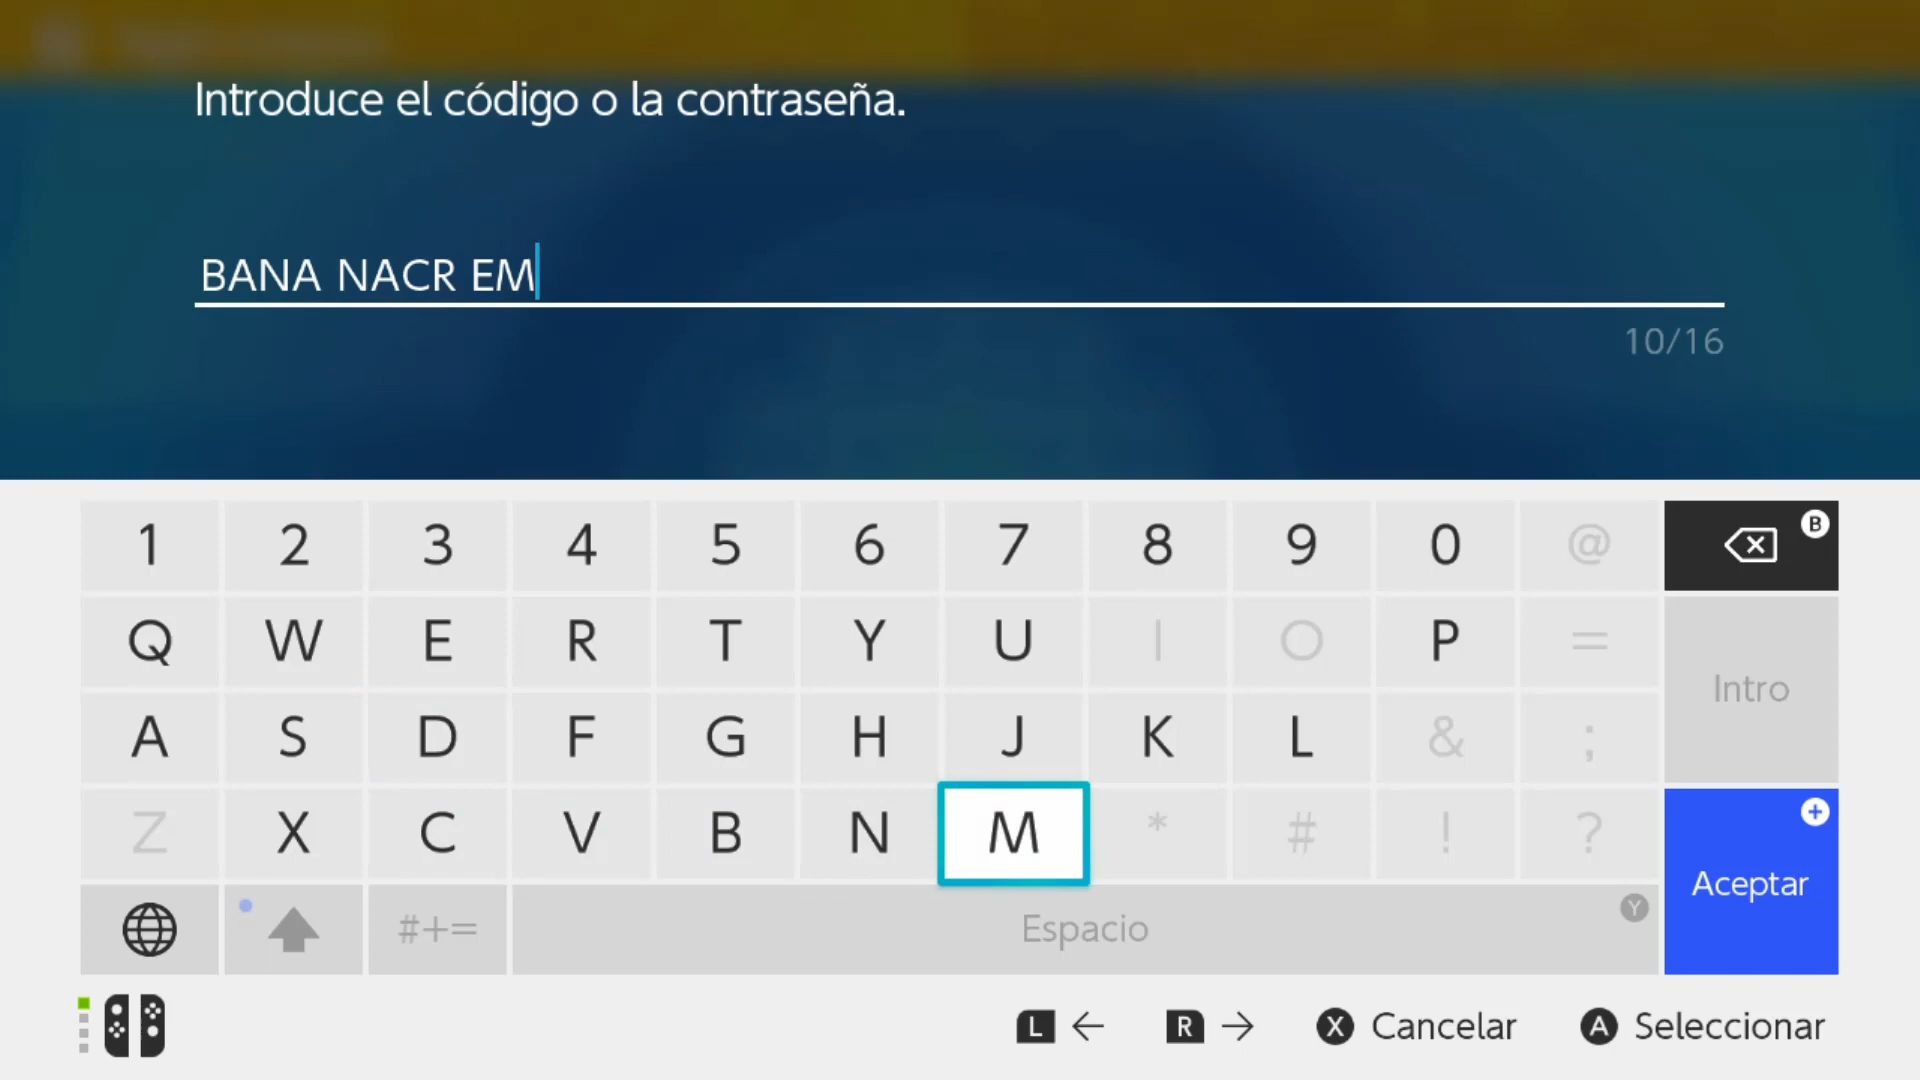 Introduce el código o la contraseña.
BANA NACR EM
10/16
1 2 3 4 5 6 7 8 9 0 @ B
Q W E R T Y U I O P =
Intro
A S D F G H J K L & ;
Z X C V B N M * # ! ? +
Aceptar
#+= Espacio Y
L ← R → X Cancelar A Seleccionar